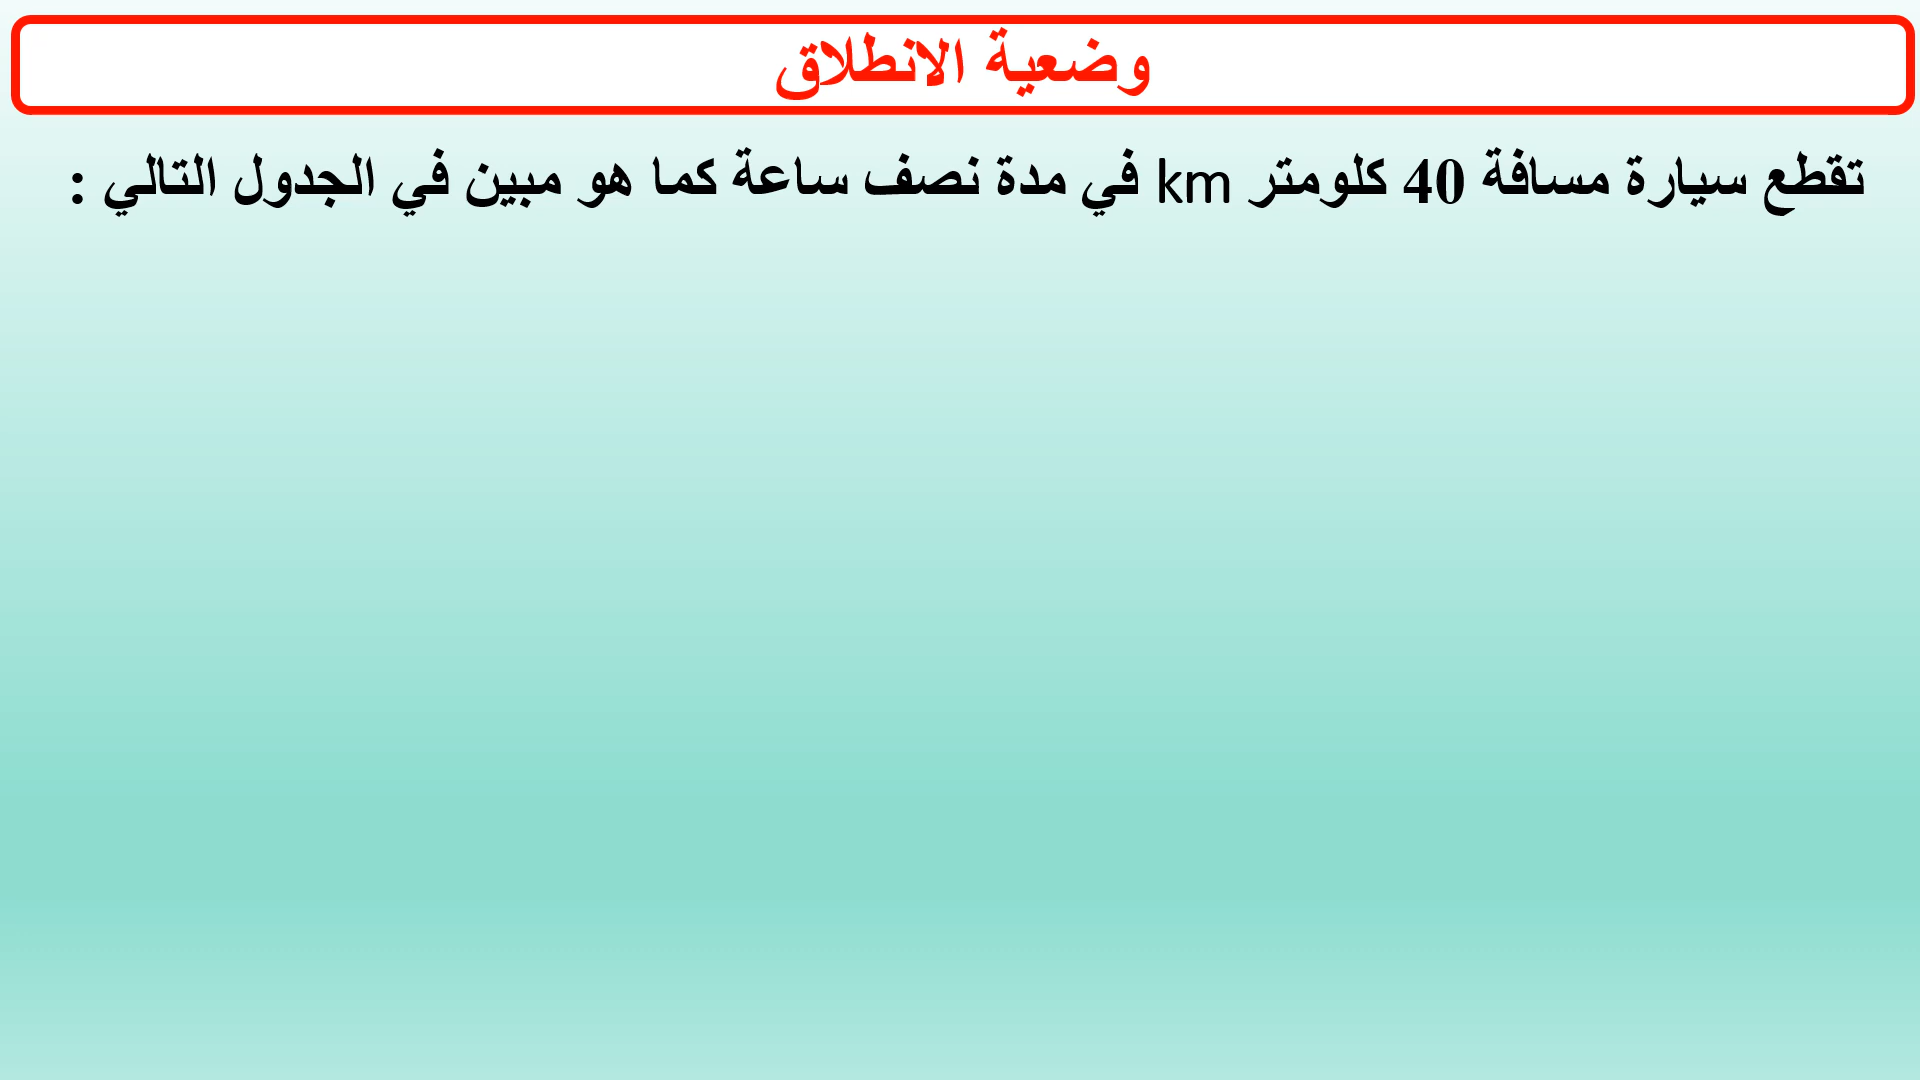 وضعية الانطلاق
تقطع سيارة مسافة 40 كلومتر km في مدة نصف ساعة كما هو مبين في الجدول التالي :